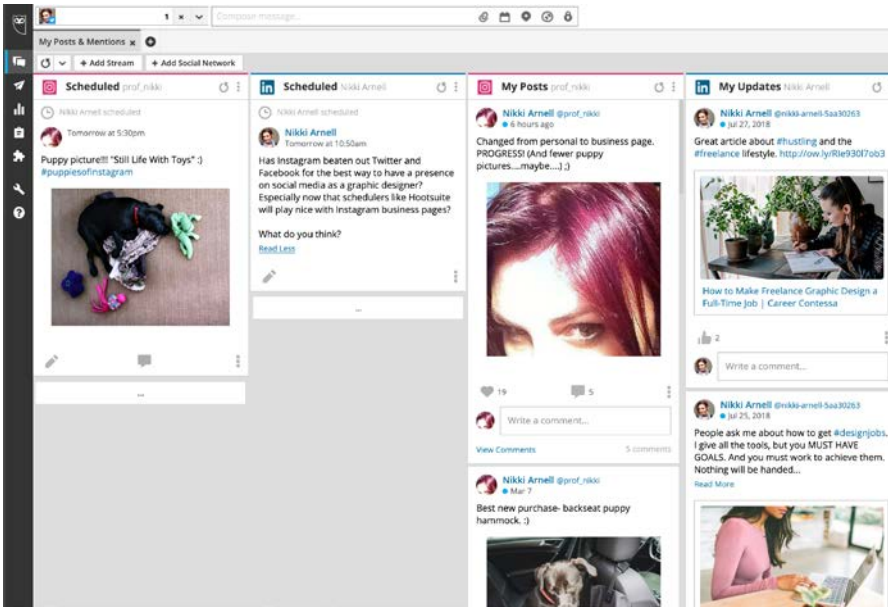 1 × Compose message...
My Posts & Mentions ×
+ Add Stream + Add Social Network
Scheduled prof_nikki
Nikki Arnell scheduled
Tomorrow at 5:30pm
Puppy picture!!! "Still Life With Toys" :)
#puppiesofinstagram
...
Scheduled Nikki Arnell
Nikki Arnell scheduled
Nikki Arnell
Tomorrow at 10:50am
Has Instagram beaten out Twitter and
Facebook for the best way to have a presence
on social media as a graphic designer?
Especially now that schedulers like Hootsuite
will play nice with Instagram business pages?
What do you think?
Read Less
...
My Posts prof_nikki
Nikki Arnell @prof_nikki
6 hours ago
Changed from personal to business page.
PROGRESS! (And fewer puppy
pictures....maybe....) ;)
19 5
Write a comment...
View Comments 5 comments
Nikki Arnell @prof_nikki
Mar 7
Best new purchase- backseat puppy
hammock. :)
My Updates Nikki Arnell
Nikki Arnell @nikki-arnell-5aa30263
Jul 27, 2018
Great article about #hustling and the
#freelance lifestyle. http://ow.ly/RIe930l7ob3
How to Make Freelance Graphic Design a
Full-Time Job | Career Contessa
2
Write a comment...
Nikki Arnell @nikki-arnell-5aa30263
Jul 25, 2018
People ask me about how to get #designjobs.
I give all the tools, but you MUST HAVE
GOALS. And you must work to achieve them.
Nothing will be handed...
Read More